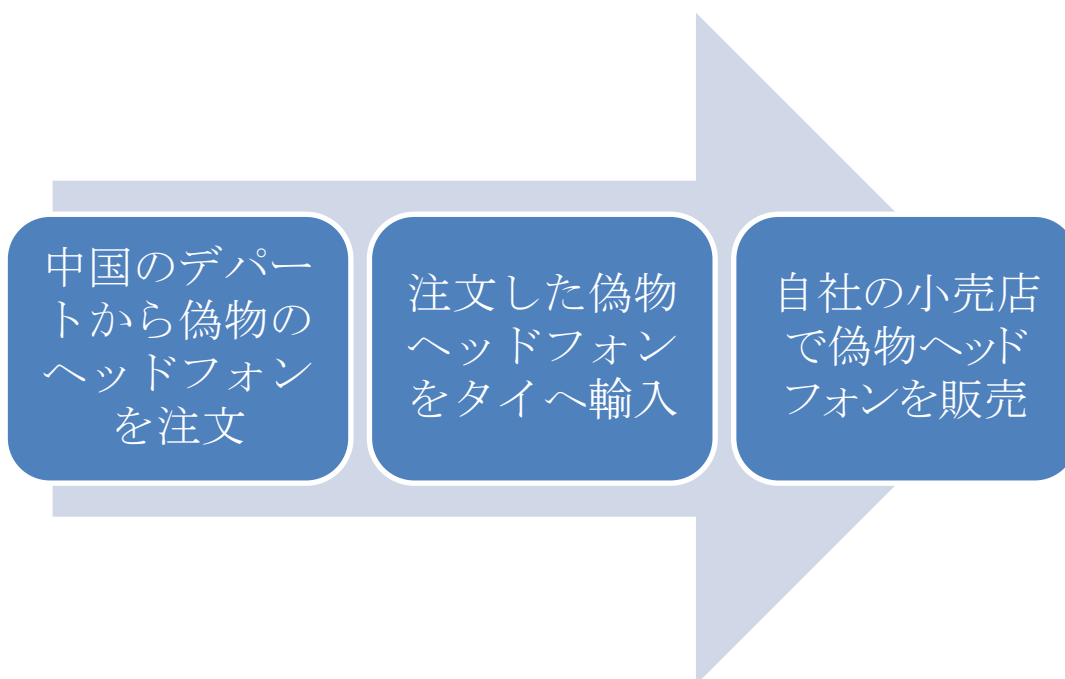 中国のデパー
トから偽物の
ヘッドフォン
を注文
注文した偽物
ヘッドフォン
をタイへ輸入
自社の小売店
で偽物ヘッド
フォンを販売